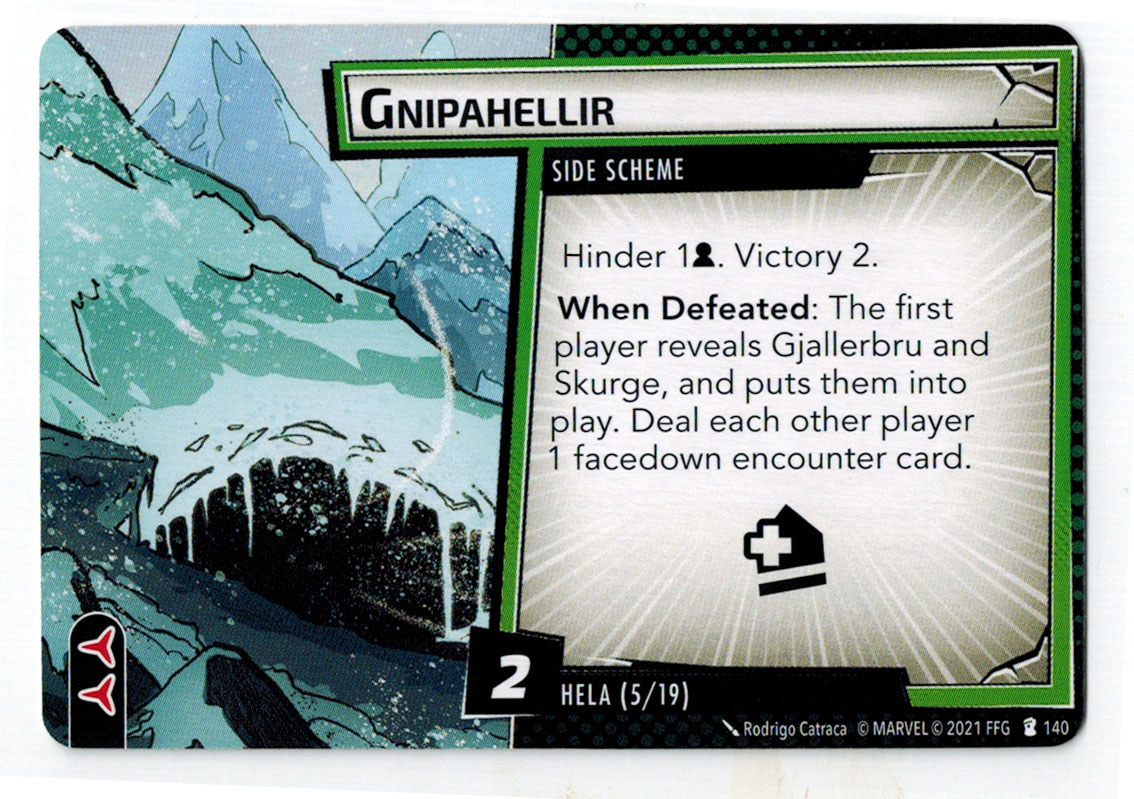 GNIPAHELLIR
SIDE SCHEME
Hinder 1. Victory 2.
When Defeated: The first
player reveals Gjallerbru and
Skurge, and puts them into
play. Deal each other player
1 facedown encounter card.
2
HELA (5/19)
Rodrigo Catraca © MARVEL © 2021 FFG 140